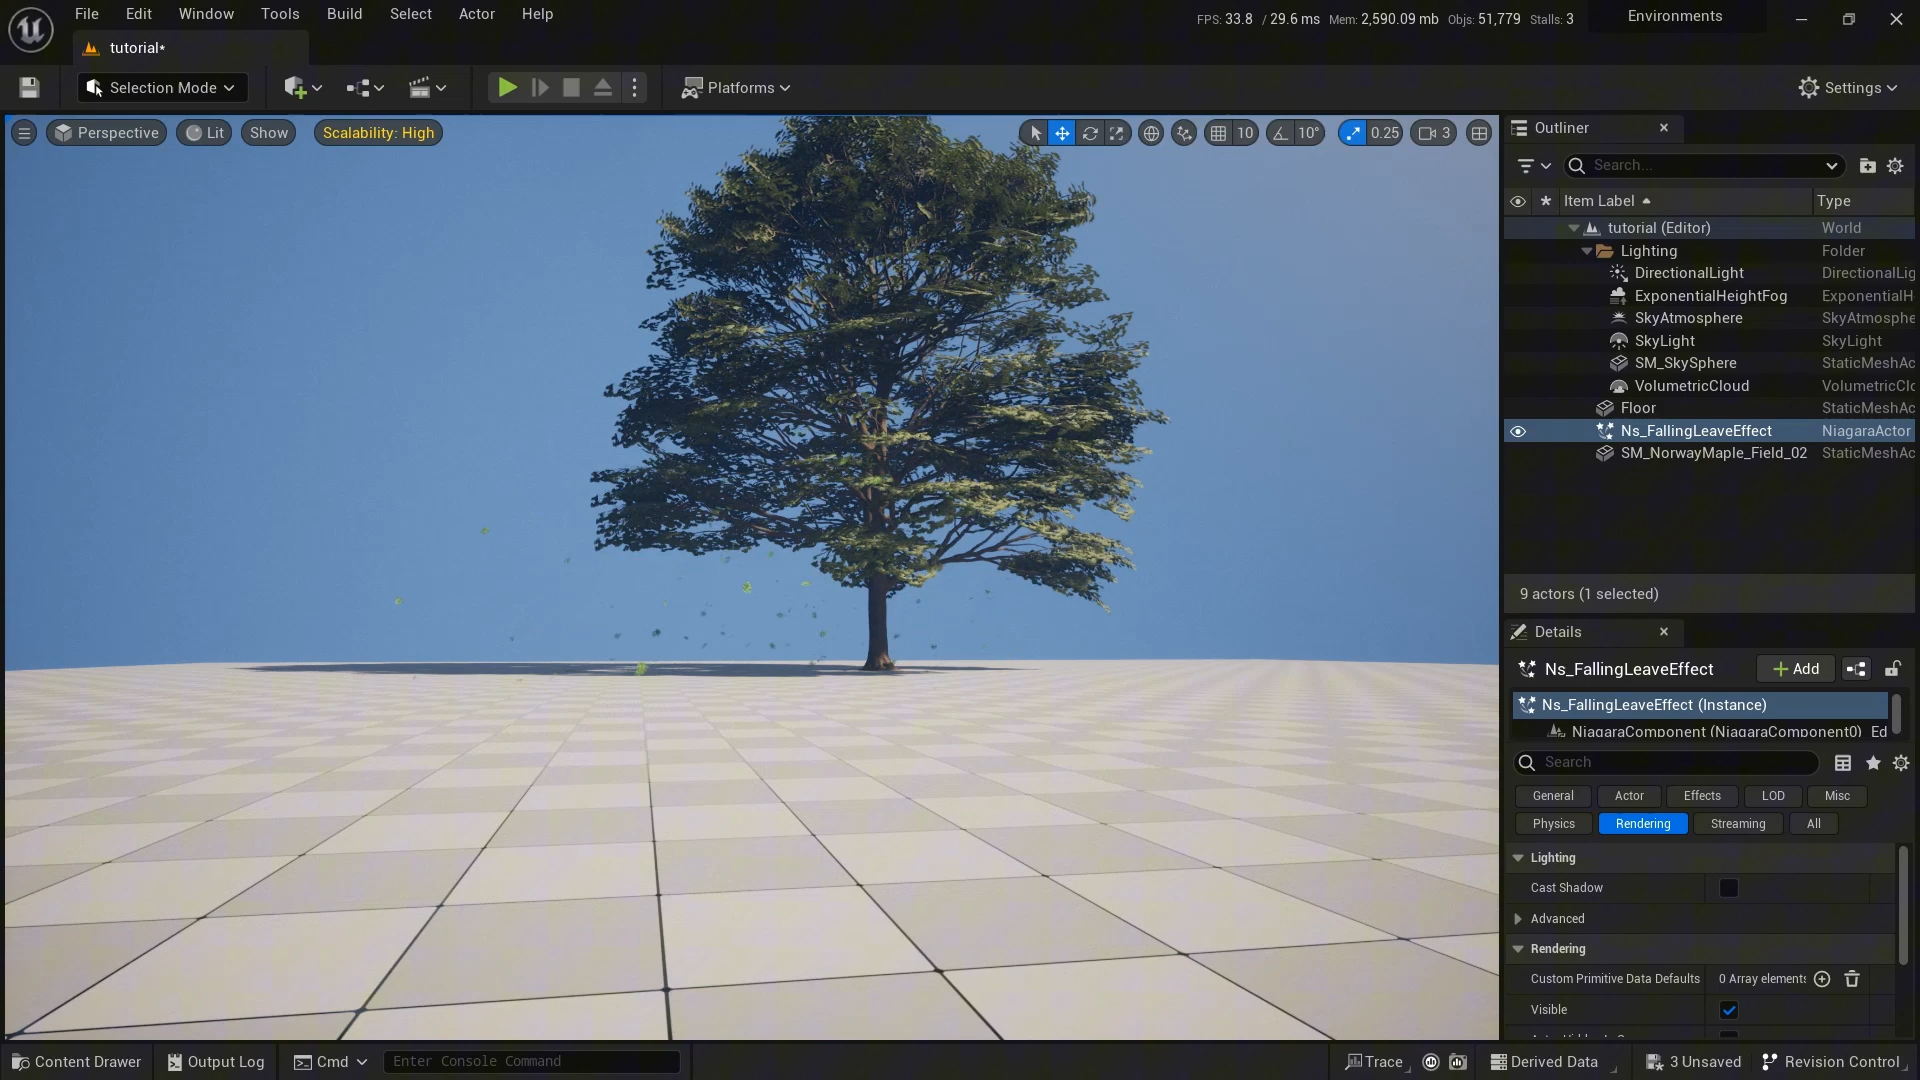 File Edit Window Tools Build Select Actor Help
FPS: 33.8 / 29.6 ms Mem: 2,590.09 mb Objs: 51,779 Stalls: 3
Environments
tutorial*
Selection Mode
Platforms
Settings
Perspective Lit Show Scalability: High
10 10° 0.25 3
Outliner
Search...
Item Label Type
tutorial (Editor) World
Lighting Folder
DirectionalLight DirectionalLig
ExponentialHeightFog ExponentialH
SkyAtmosphere SkyAtmosphe
SkyLight SkyLight
SM_SkySphere StaticMeshAc
VolumetricCloud VolumetricClo
Floor StaticMeshAc
Ns_FallingLeaveEffect NiagaraActor
SM_NorwayMaple_Field_02 StaticMeshAc
9 actors (1 selected)
Details
Ns_FallingLeaveEffect
Add
Ns_FallingLeaveEffect (Instance)
NiagaraComponent (NiagaraComponent0) Ed
Search
General Actor Effects LOD Misc
Physics Rendering Streaming All
Lighting
Cast Shadow
Advanced
Rendering
Custom Primitive Data Defaults 0 Array elements
Visible
Content Drawer Output Log Cmd Enter Console Command
Trace Derived Data 3 Unsaved Revision Control